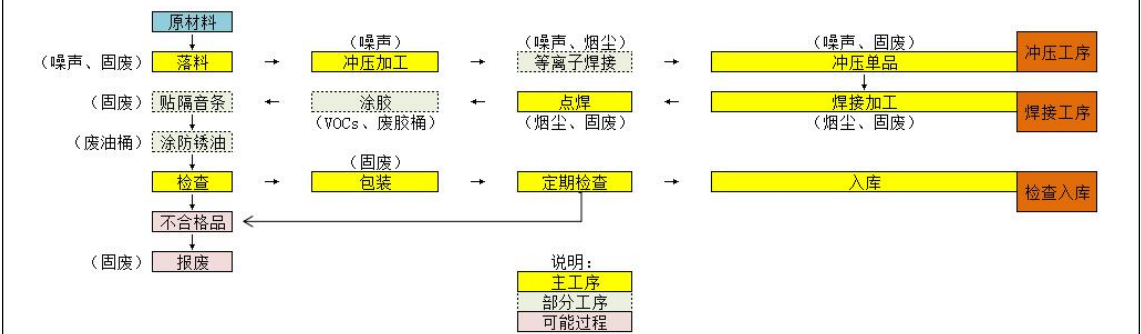 原材料
(噪声、固废) 落料 → (噪声) 冲压加工 → (噪声、烟尘) 等离子焊接 → (噪声、固废) 冲压单品 冲压工序
(固废) 贴隔音条 ← 涂胶 (VOCs、废胶桶) ← 点焊 (烟尘、固废) ← 焊接加工 (烟尘、固废) 焊接工序
(废油桶) 涂防锈油
检查 → (固废) 包装 → 定期检查 → 入库 检查入库
不合格品
(固废) 报废
说明：
主工序
部分工序
可能过程